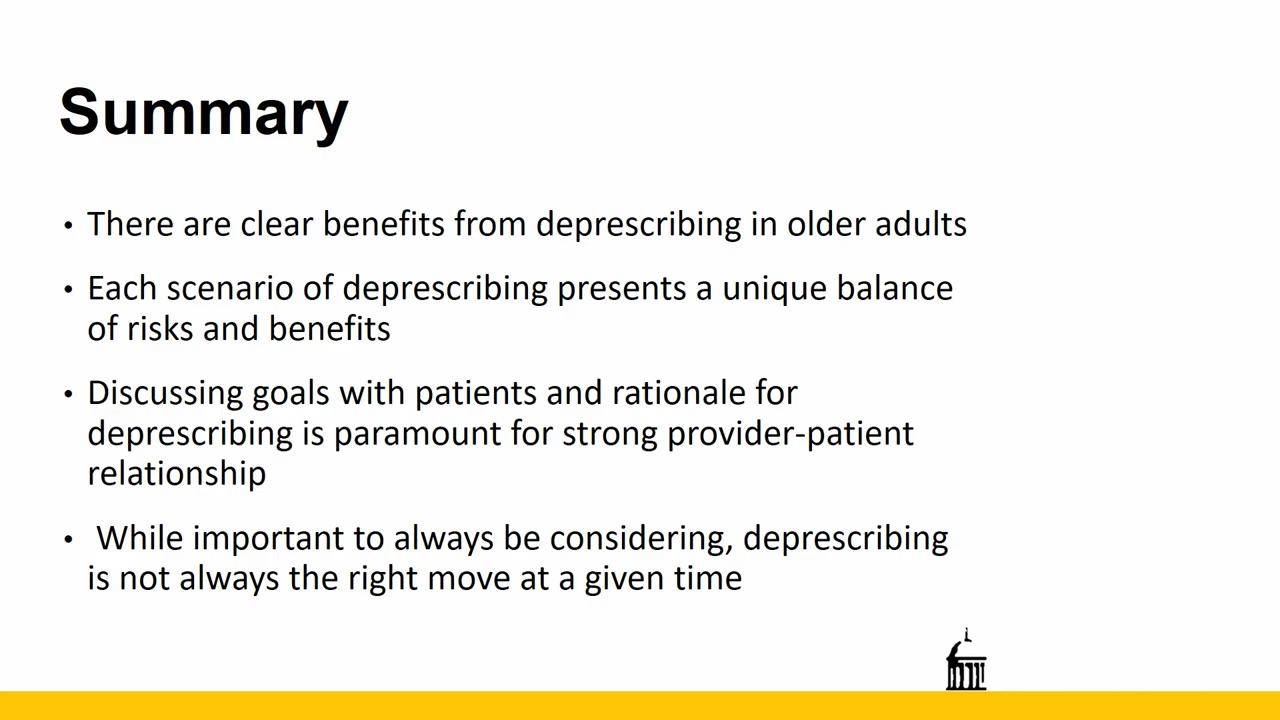 Summary
• There are clear benefits from deprescribing in older adults
• Each scenario of deprescribing presents a unique balance
of risks and benefits
• Discussing goals with patients and rationale for
deprescribing is paramount for strong provider-patient
relationship
• While important to always be considering, deprescribing
is not always the right move at a given time